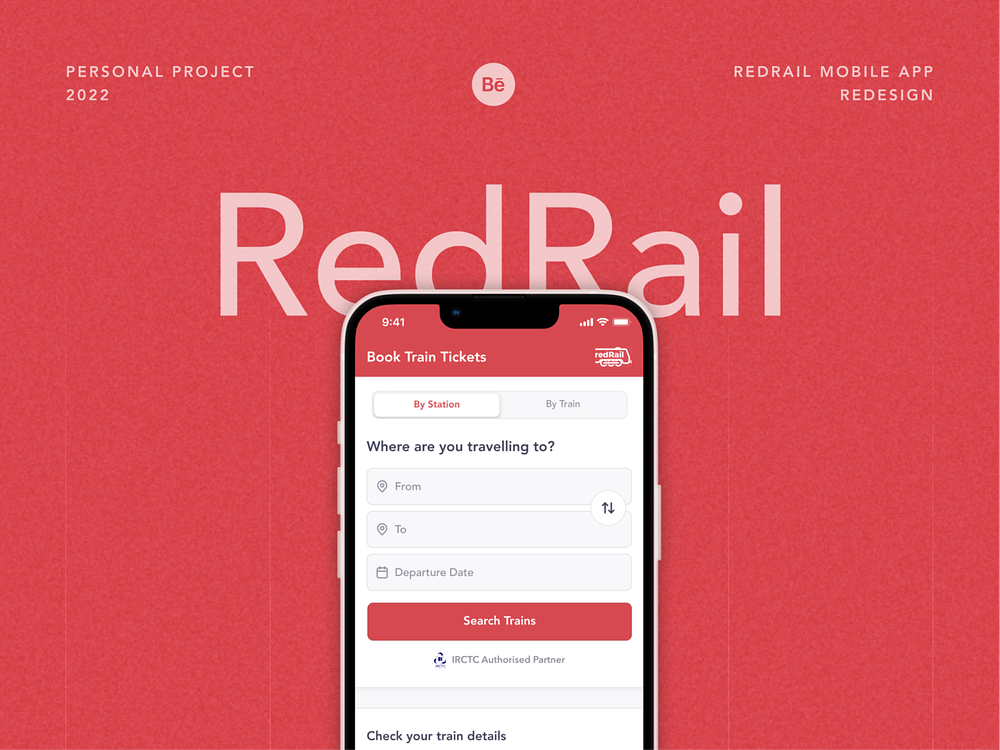 PERSONAL PROJECT
2022
Bē
REDRAIL MOBILE APP
REDESIGN
RedRail
9:41
Book Train Tickets
redRail
By Station
By Train
Where are you travelling to?
From
To
Departure Date
Search Trains
IRCTC
IRCTC Authorised Partner
Check your train details